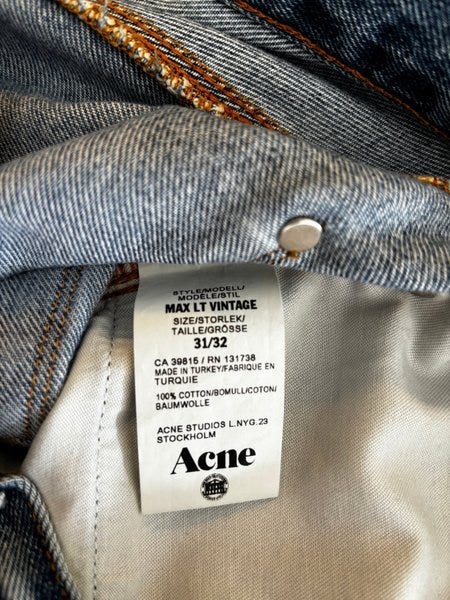 STYLE/MODELL/
MODÈLE/STIL
MAX LT VINTAGE
SIZE/STORLEK/
TAILLE/GRÖSSE
31/32
CA 39815 / RN 131738
MADE IN TURKEY/FABRIQUE EN
TURQUIE
100% COTTON/BOMULL/COTON/
BAUMWOLLE
ACNE STUDIOS L.NYG.23
STOCKHOLM
Acne